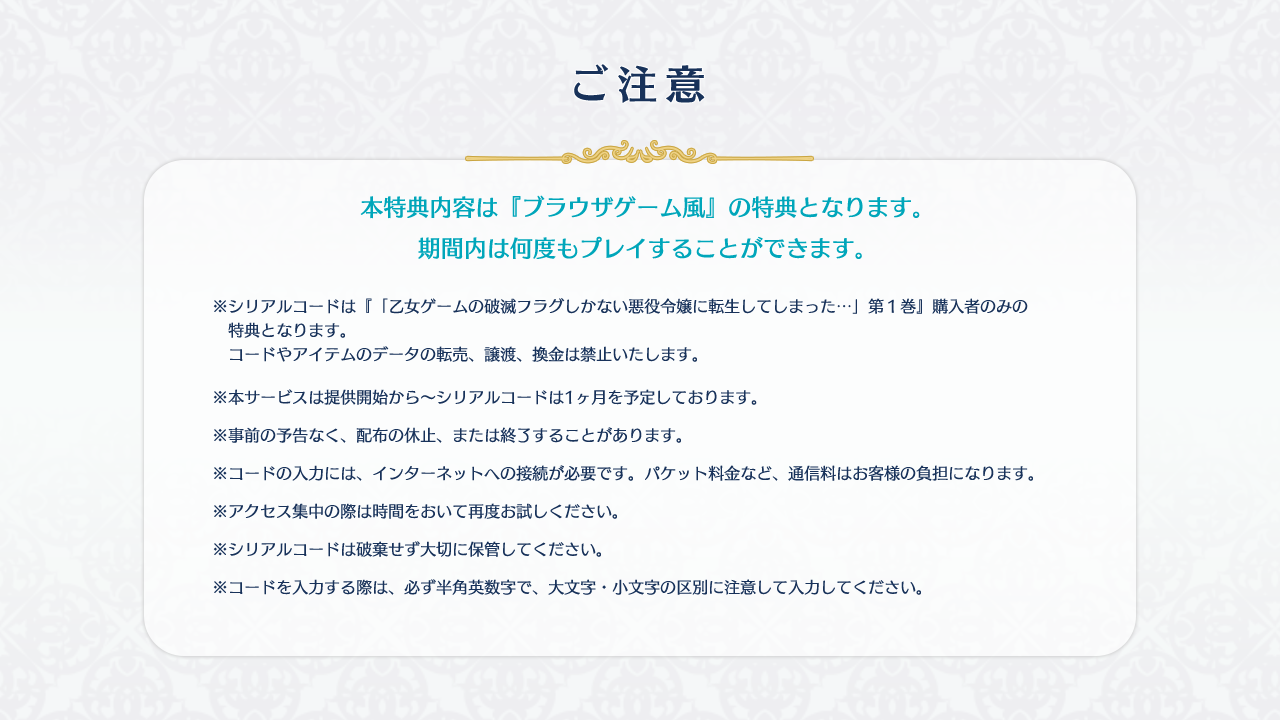 ご注意
本特典内容は『ブラウザゲーム風』の特典となります。
期間内は何度もプレイすることができます。
※シリアルコードは『「乙女ゲームの破滅フラグしかない悪役令嬢に転生してしまった…」第１巻』購入者のみの
特典となります。
コードやアイテムのデータの転売、譲渡、換金は禁止いたします。
※本サービスは提供開始から～シリアルコードは1ヶ月を予定しております。
※事前の予告なく、配布の休止、または終了することがあります。
※コードの入力には、インターネットへの接続が必要です。パケット料金など、通信料はお客様の負担になります。
※アクセス集中の際は時間をおいて再度お試しください。
※シリアルコードは破棄せず大切に保管してください。
※コードを入力する際は、必ず半角英数字で、大文字・小文字の区別に注意して入力してください。